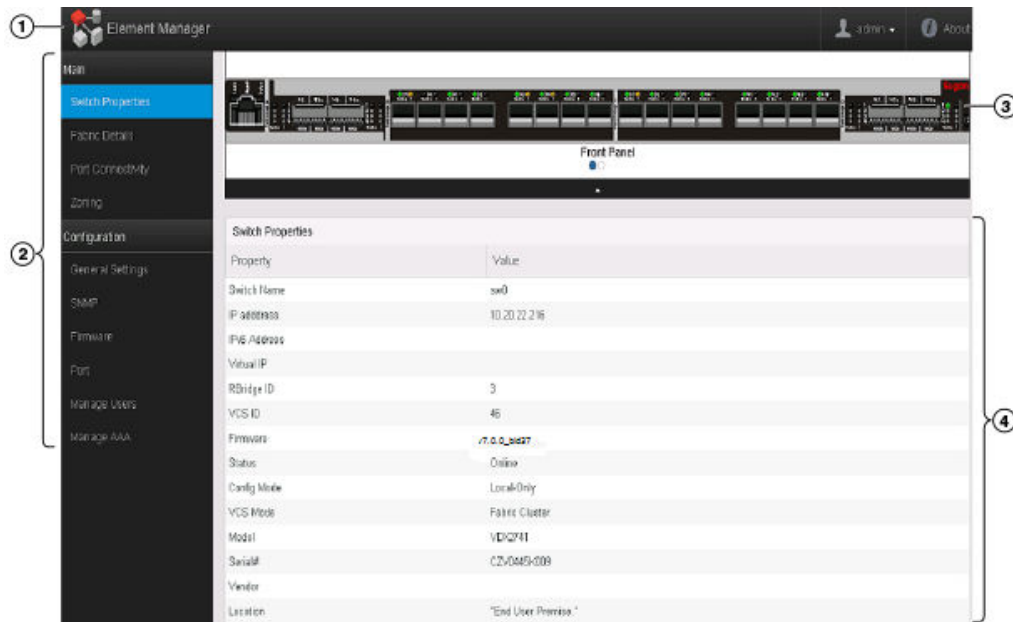 1
Element Manager
admin
About
2
Main
Switch Properties
Fabric Details
Port Connectivity
Zoning
Configuration
General Settings
SNMP
Firmware
Port
Manage Users
Manage AAA
3
Front Panel
4
Switch Properties
Property Value
Switch Name sw0
IP address 10.20.22.216
IPv6 Address
Virtual IP
RBridge ID 3
VCS ID 46
Firmware v7.0.0_bld37
Status Online
Config Mode Local-Only
VCS Mode Fabric Cluster
Model VDX2741
Serial#
Vendor
Location "End User Premise."